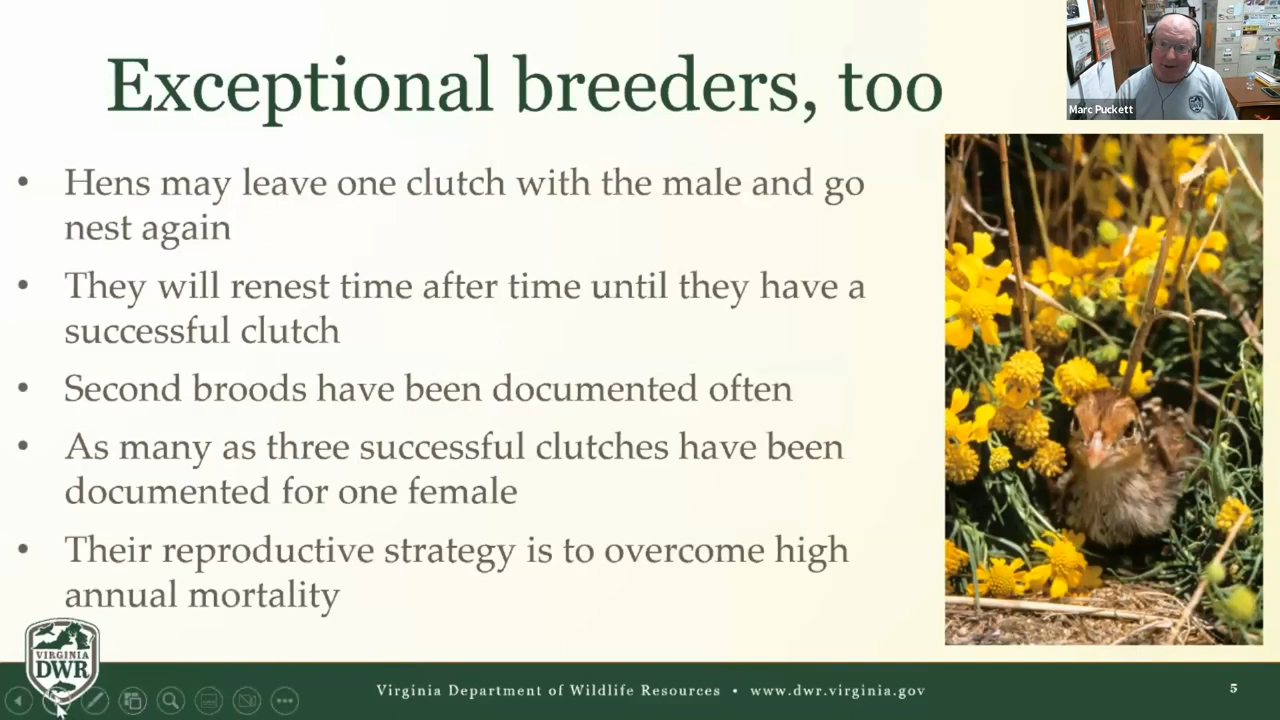 Exceptional breeders, too
Marc Puckett
DWR
• Hens may leave one clutch with the male and go
nest again
• They will renest time after time until they have a
successful clutch
• Second broods have been documented often
• As many as three successful clutches have been
documented for one female
• Their reproductive strategy is to overcome high
annual mortality
VIRGINIA
DWR
Virginia Department of Wildlife Resources • www.dwr.virginia.gov
5